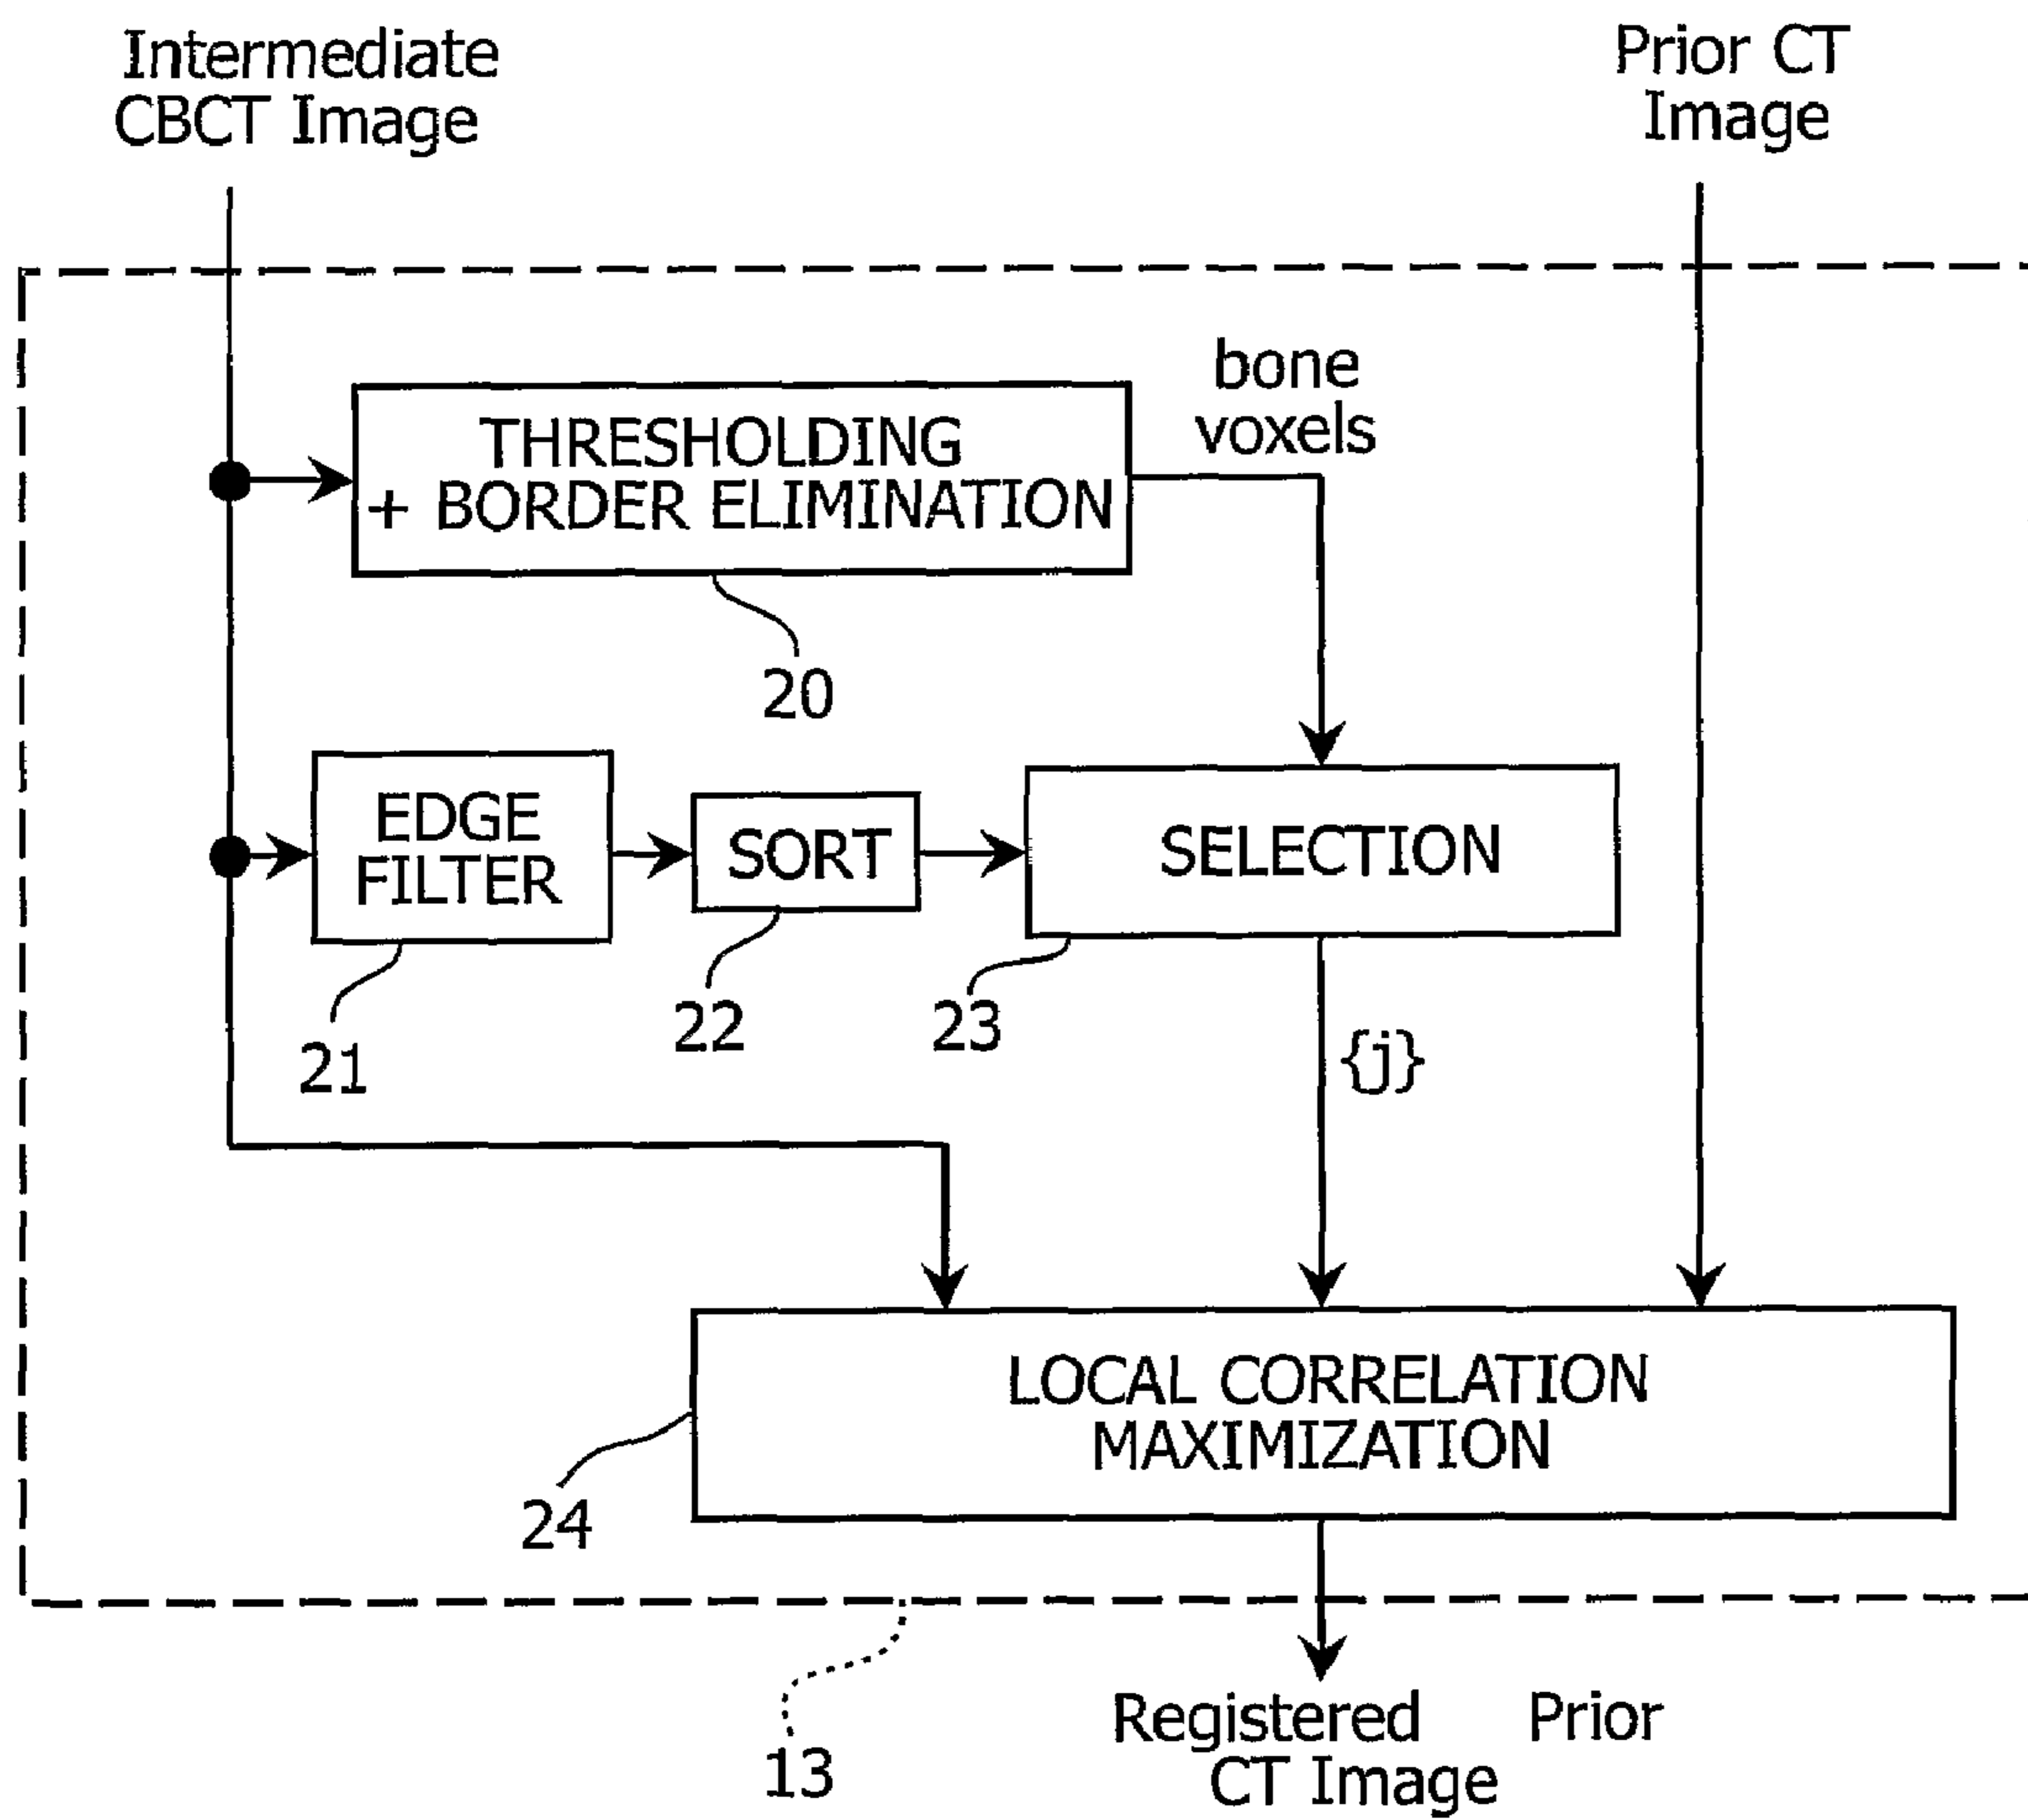 Intermediate
CBCT Image
Prior CT
Image
bone
voxels
THRESHOLDING
+ BORDER ELIMINATION
20
EDGE
FILTER
SORT
SELECTION
21
22
23
{j}
LOCAL CORRELATION
MAXIMIZATION
24
13
Registered Prior
CT Image